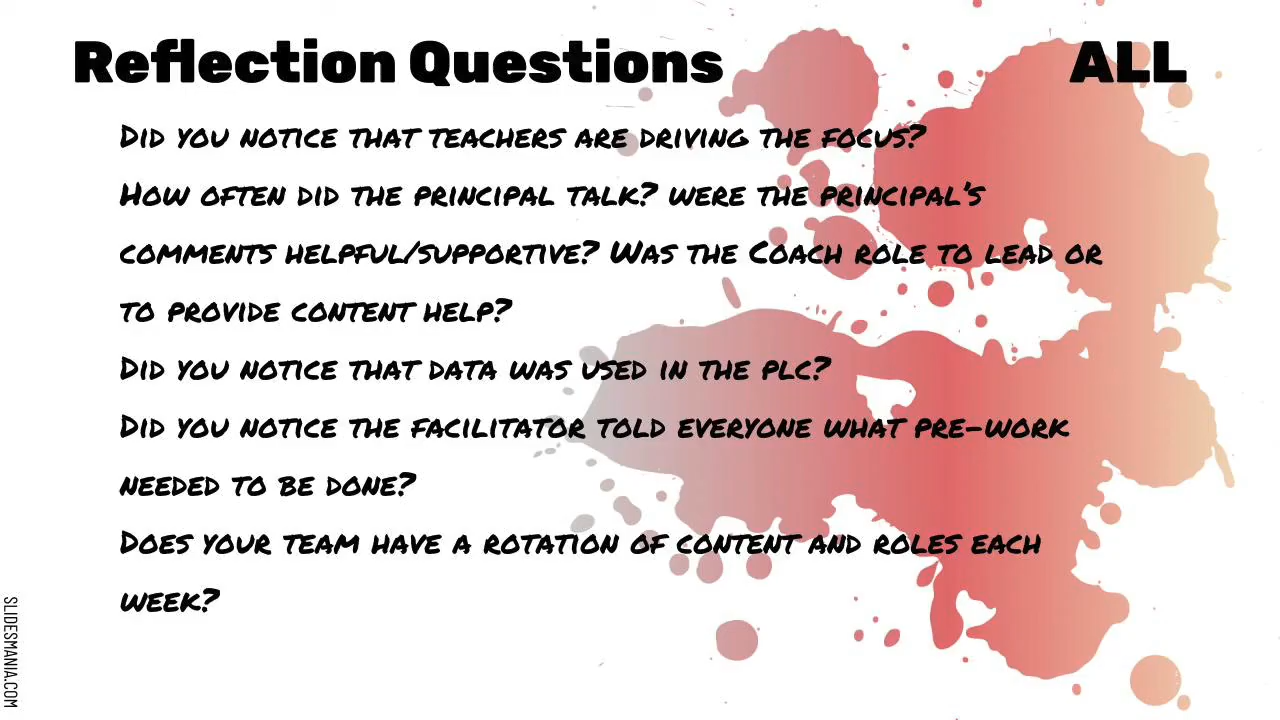 Reflection Questions ALL
Did you notice that teachers are driving the focus?
How often did the principal talk? were the principal's
comments helpful/supportive? Was the Coach role to lead or
to provide content help?
Did you notice that data was used in the plc?
Did you notice the facilitator told everyone what pre-work
needed to be done?
Does your team have a rotation of content and roles each
week?
SLIDESMANIA.COM